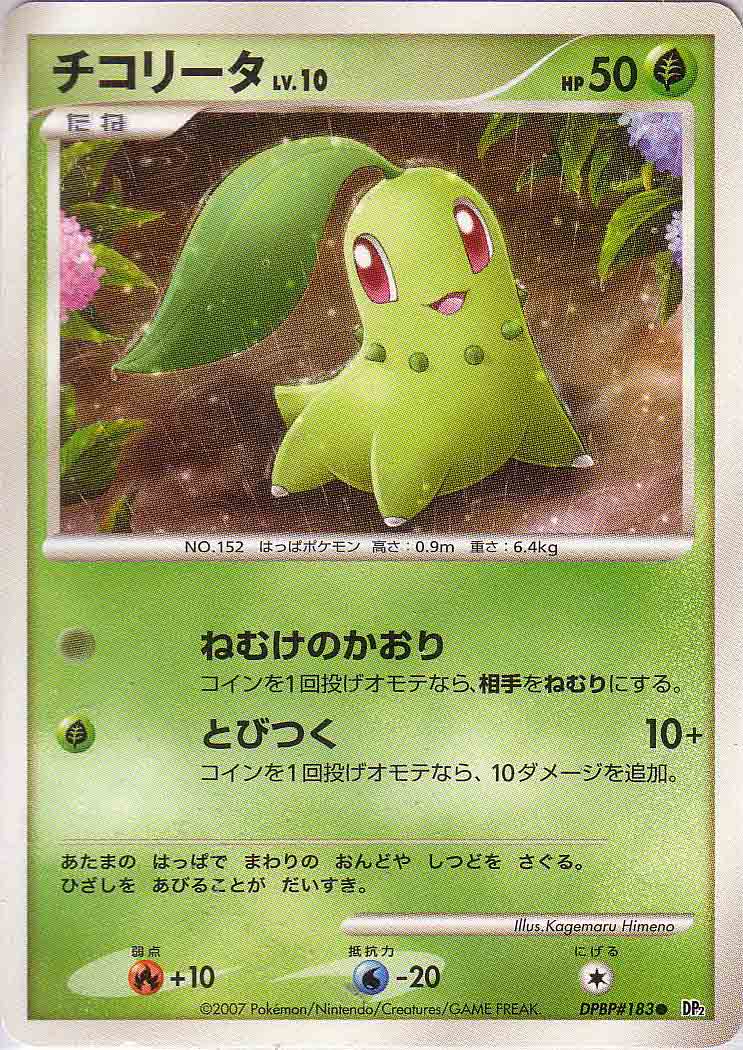 チコリータ LV.10 HP 50
たね
NO.152 はっぱポケモン 高さ：0.9m 重さ：6.4kg
ねむけのかおり
コインを1回投げオモテなら、相手をねむりにする。
とびつく 10+
コインを1回投げオモテなら、10ダメージを追加。
あたまの はっぱで まわりの おんどや しつどを さぐる。
ひざしを あびることが だいすき。
Illus.Kagemaru Himeno
弱点 抵抗力 にげる
+10 -20
©2007 Pokémon/Nintendo/Creatures/GAME FREAK. DPBP#183 DP2